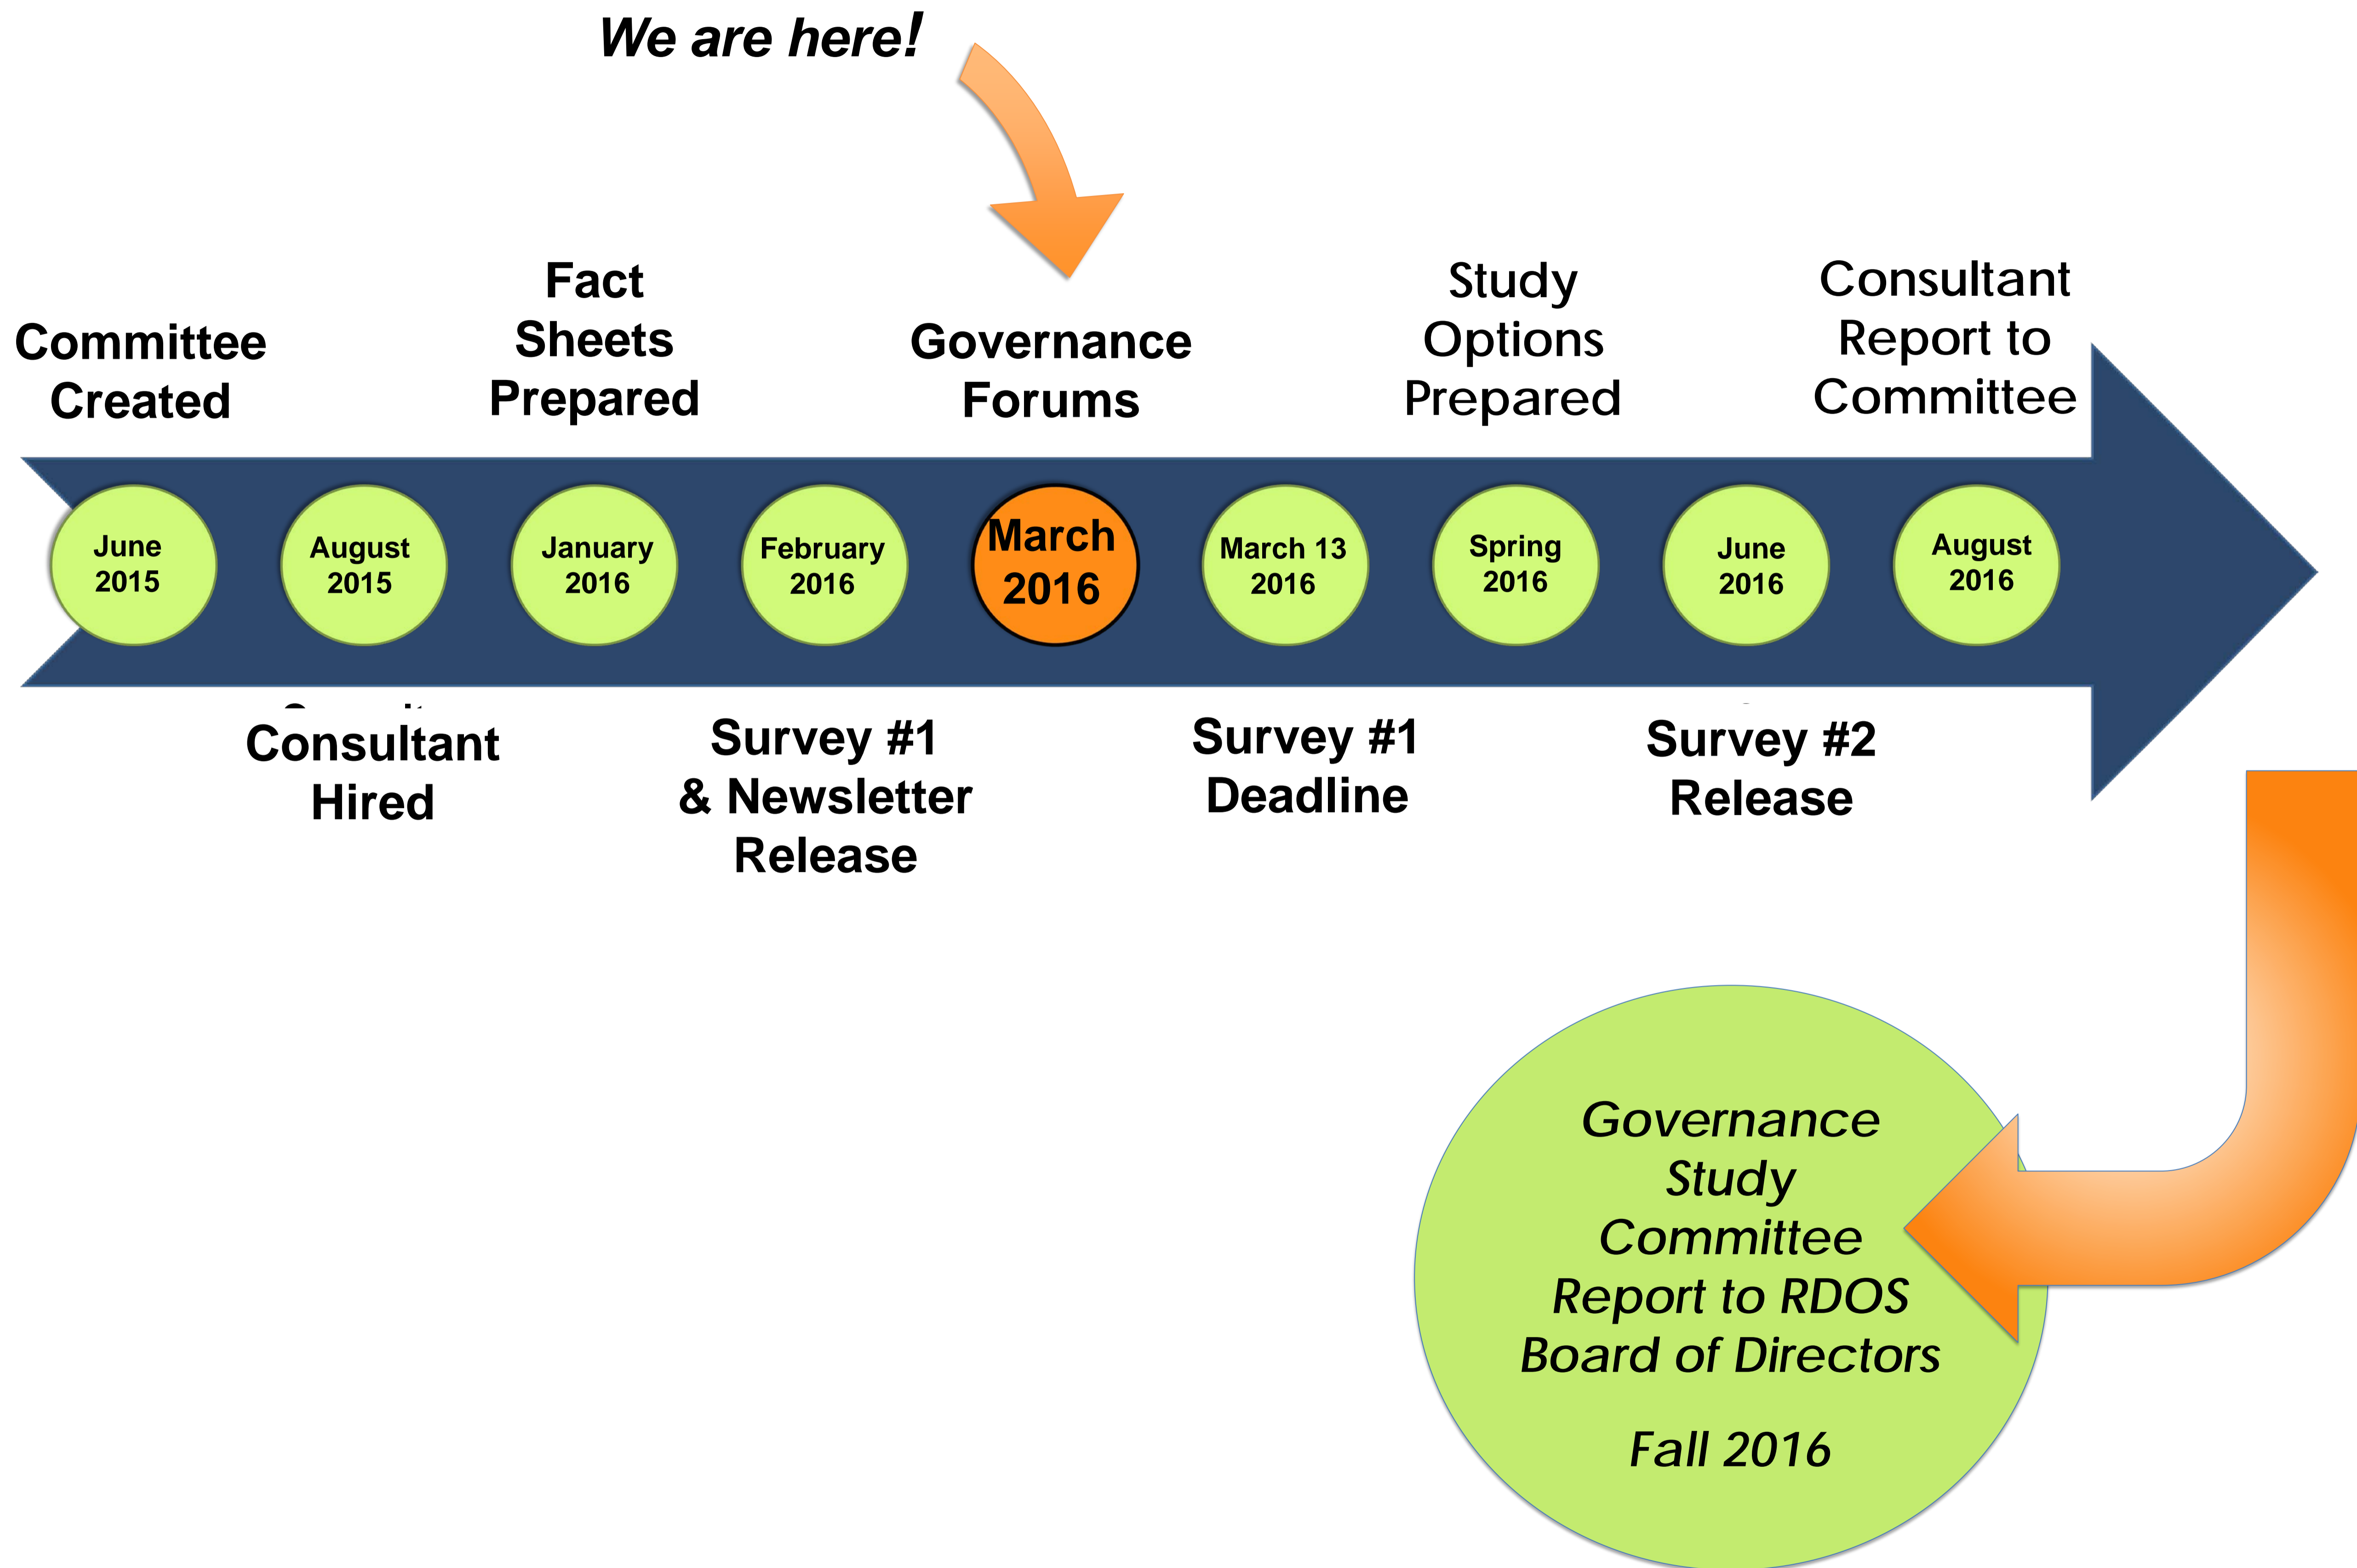 We are here!
Committee
Created
Fact
Sheets
Prepared
Governance
Forums
Study
Options
Prepared
Consultant
Report to
Committee
June
2015
August
2015
January
2016
February
2016
March
2016
March 13
2016
Spring
2016
June
2016
August
2016
Consultant
Hired
Survey #1
& Newsletter
Release
Survey #1
Deadline
Survey #2
Release
Governance
Study
Committee
Report to RDOS
Board of Directors
Fall 2016